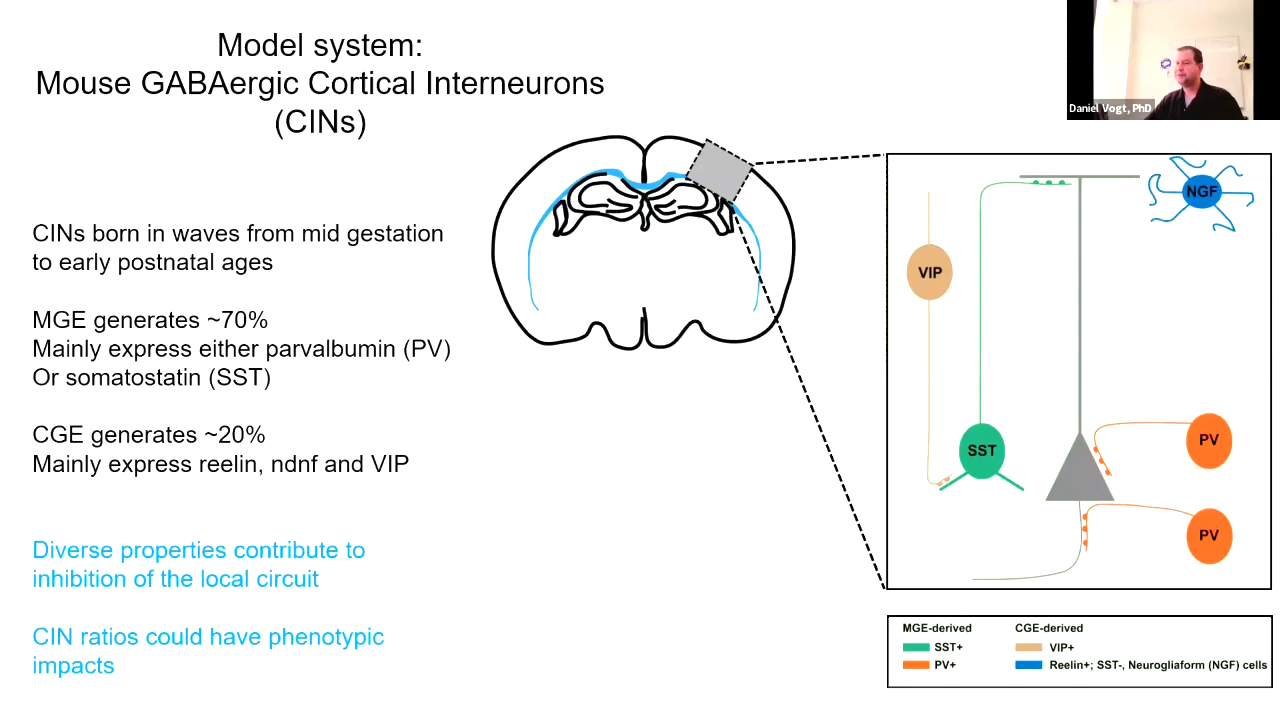 Model system:
Mouse GABAergic Cortical Interneurons
(CINs)
Daniel Vogt, PhD
CINs born in waves from mid gestation
to early postnatal ages
MGE generates ~70%
Mainly express either parvalbumin (PV)
Or somatostatin (SST)
CGE generates ~20%
Mainly express reelin, ndnf and VIP
Diverse properties contribute to
inhibition of the local circuit
CIN ratios could have phenotypic
impacts
NGF
VIP
SST
PV
PV
MGE-derived
SST+
PV+
CGE-derived
VIP+
Reelin+; SST-, Neurogliaform (NGF) cells